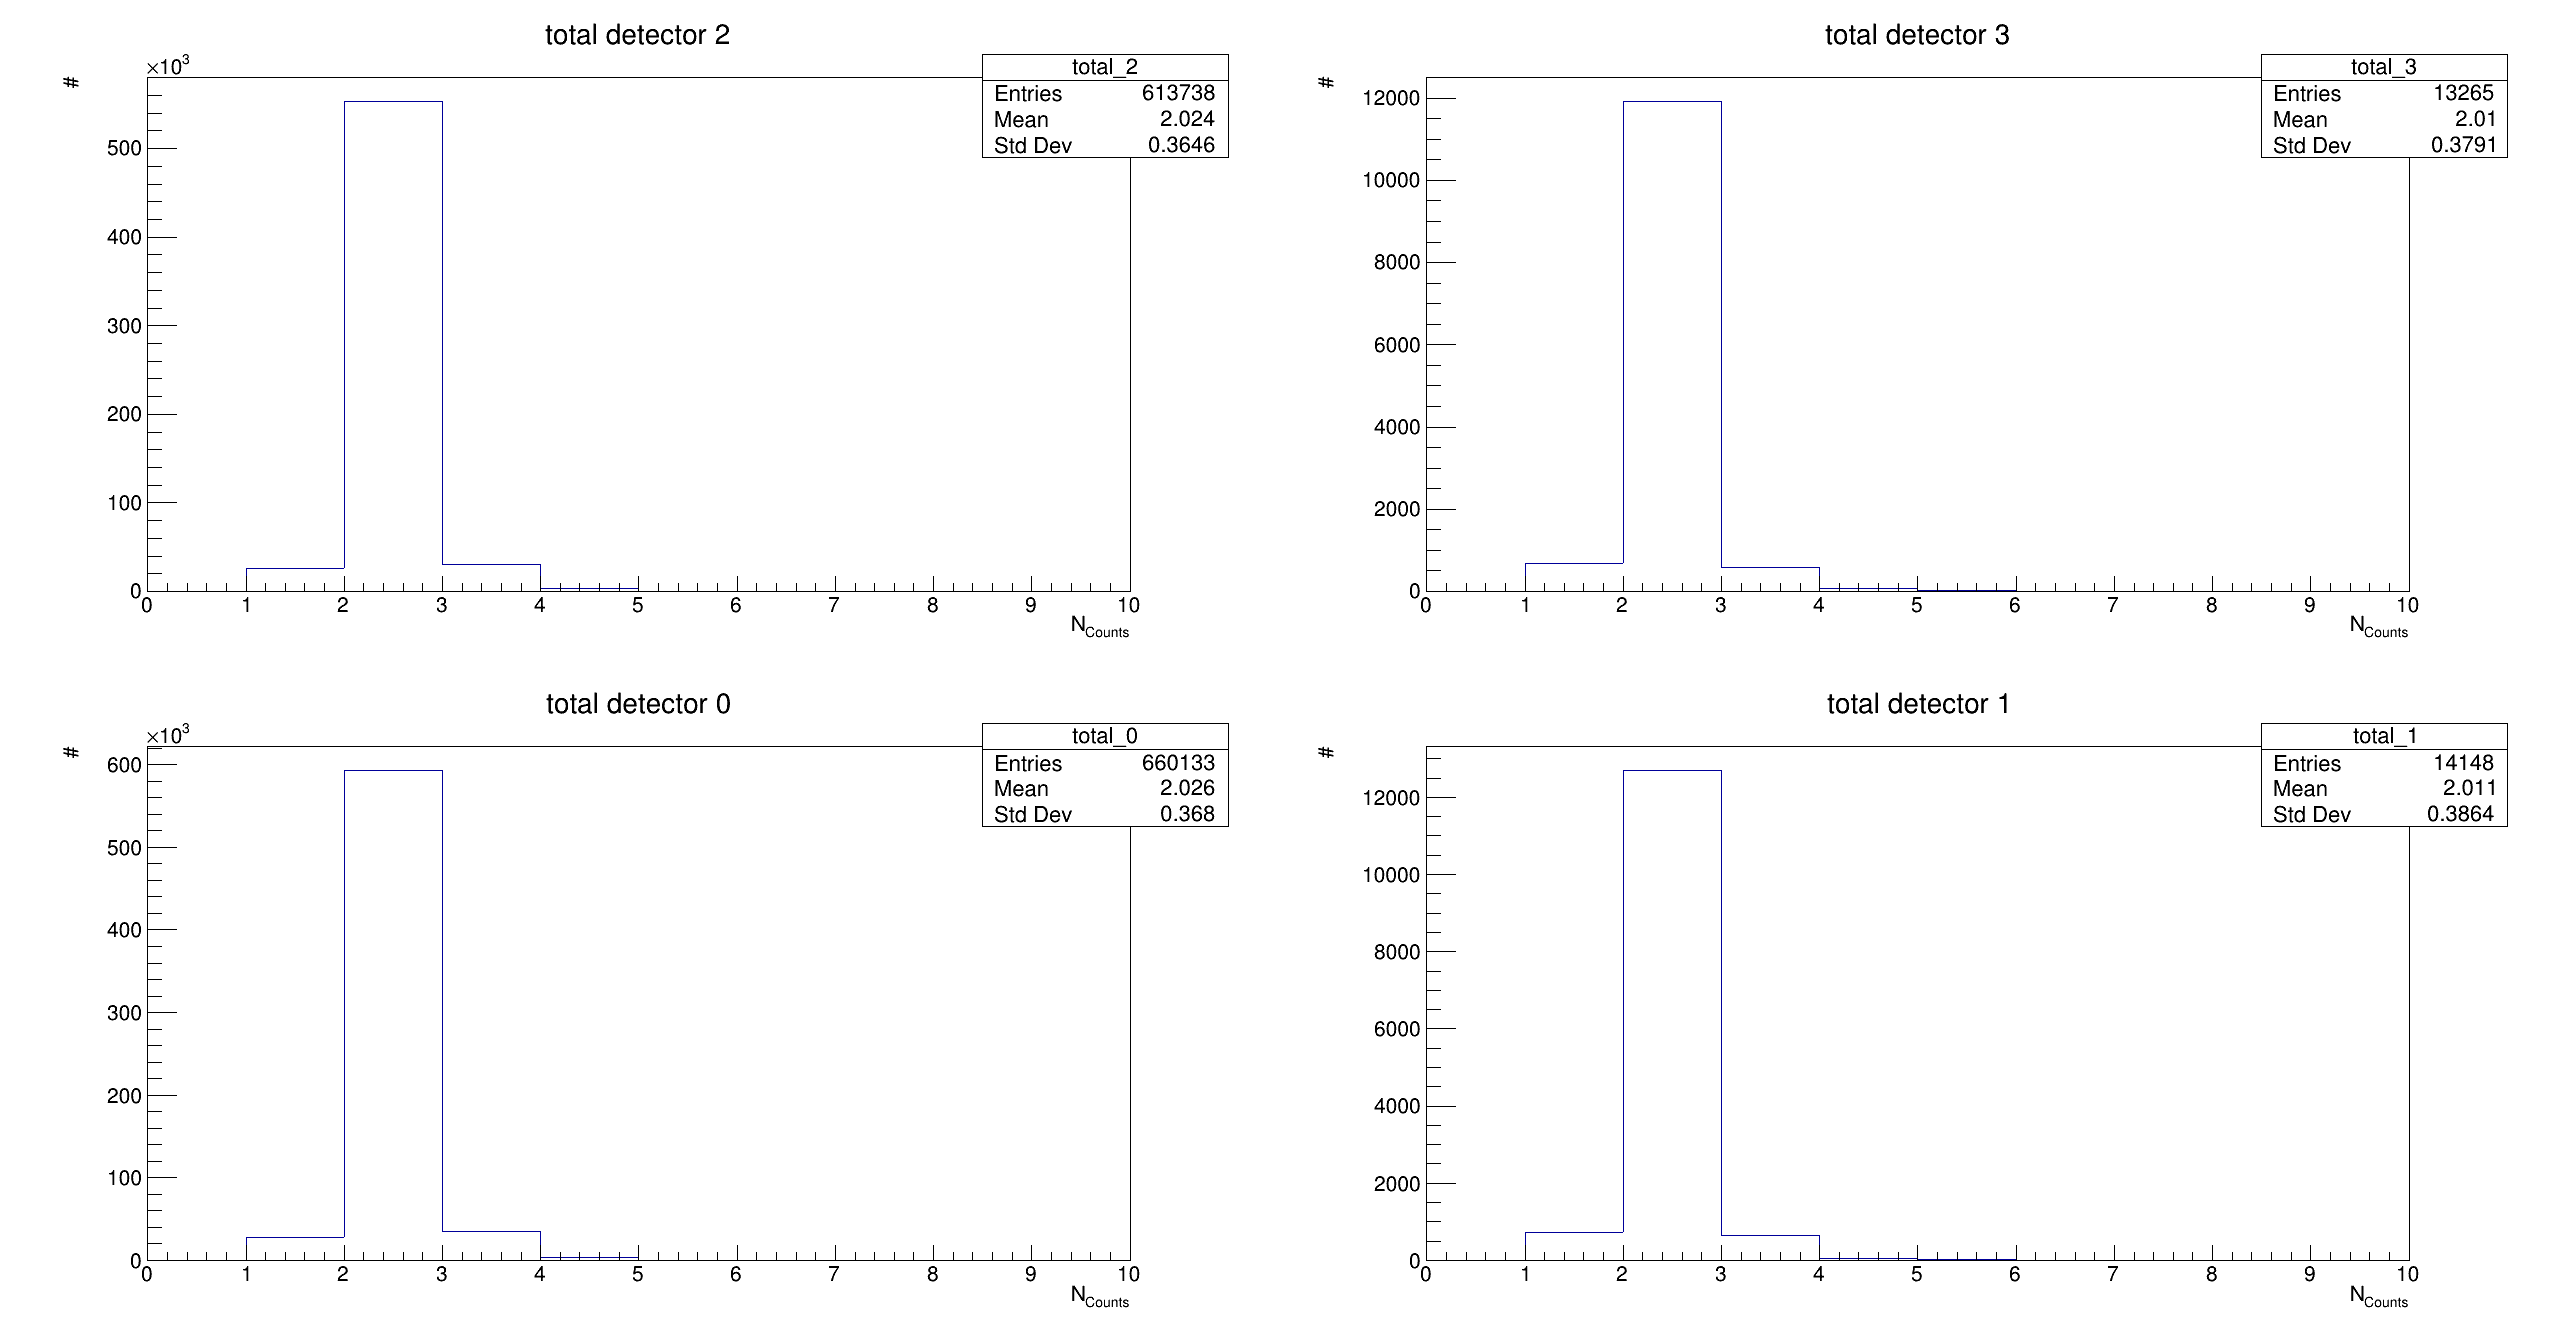 total detector 2
×10³
#
total_2
Entries 613738
Mean 2.024
Std Dev 0.3646
500
400
300
200
100
0
0 1 2 3 4 5 6 7 8 9 10
NCounts
total detector 3
#
total_3
Entries 13265
Mean 2.01
Std Dev 0.3791
12000
10000
8000
6000
4000
2000
0
0 1 2 3 4 5 6 7 8 9 10
NCounts
total detector 0
×10³
#
total_0
Entries 660133
Mean 2.026
Std Dev 0.368
600
500
400
300
200
100
0
0 1 2 3 4 5 6 7 8 9 10
NCounts
total detector 1
#
total_1
Entries 14148
Mean 2.011
Std Dev 0.3864
12000
10000
8000
6000
4000
2000
0
0 1 2 3 4 5 6 7 8 9 10
NCounts